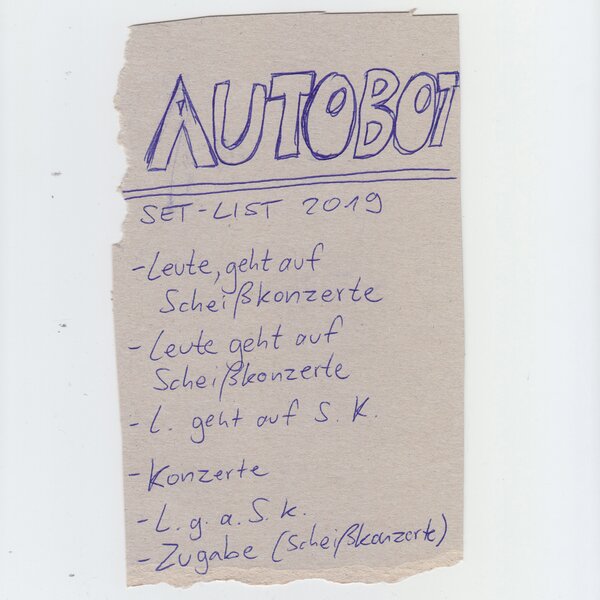 AUTOBOT
SET-LIST 2019
- Leute, geht auf
Scheißkonzerte
- Leute geht auf
Scheißkonzerte
- L. geht auf S. K.
- Konzerte
- L. g. a. S. k.
- Zugabe (Scheißkonzerte)